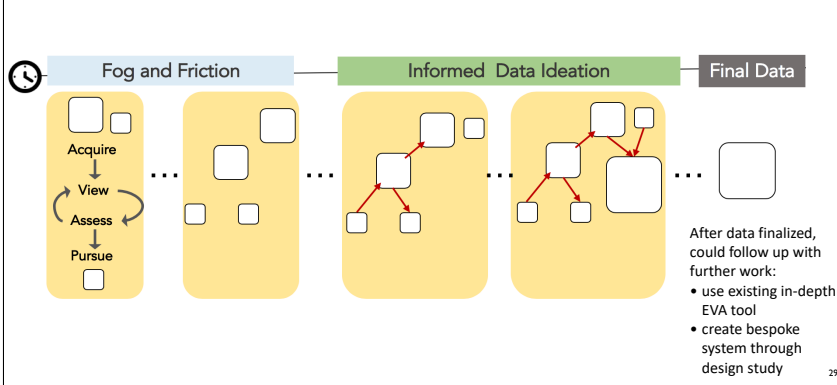 Fog and Friction
Informed Data Ideation
Final Data
Acquire
View
Assess
Pursue
...
...
...
...
After data finalized,
could follow up with
further work:
• use existing in-depth
EVA tool
• create bespoke
system through
design study
29